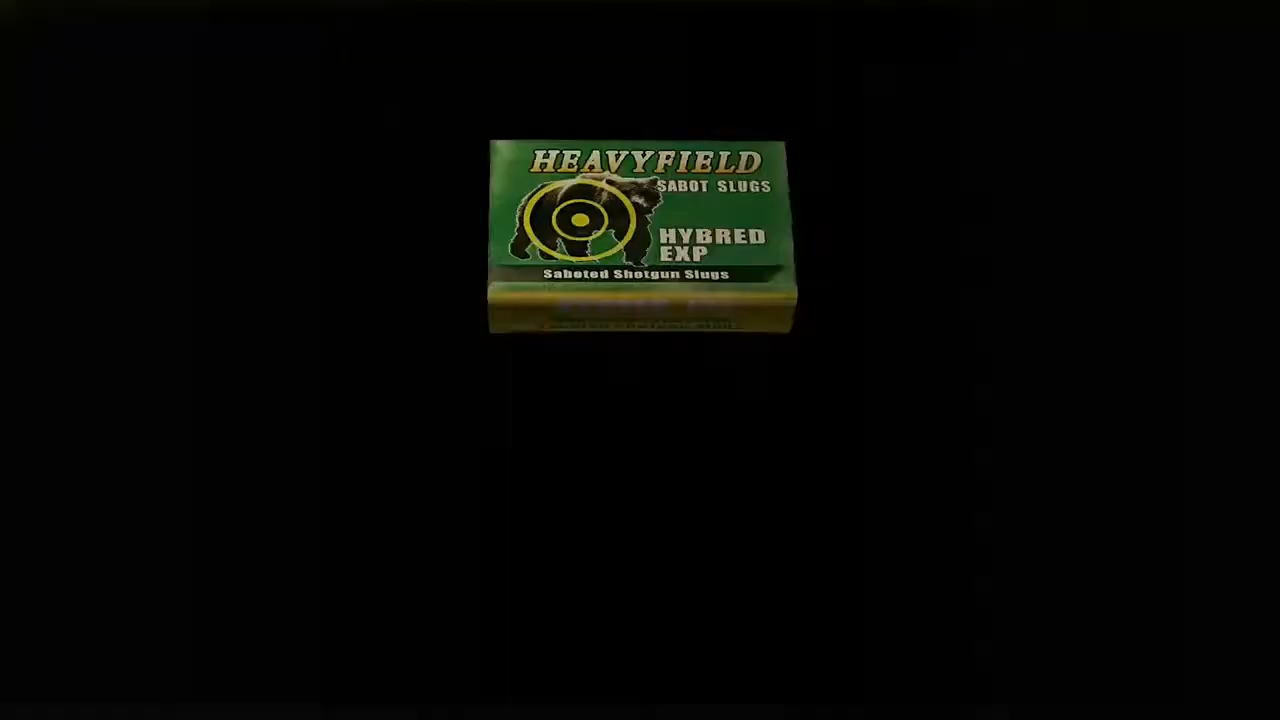 HEAVYFIELD
SABOT SLUGS
HYBRED
EXP
Saboted Shotgun Slugs